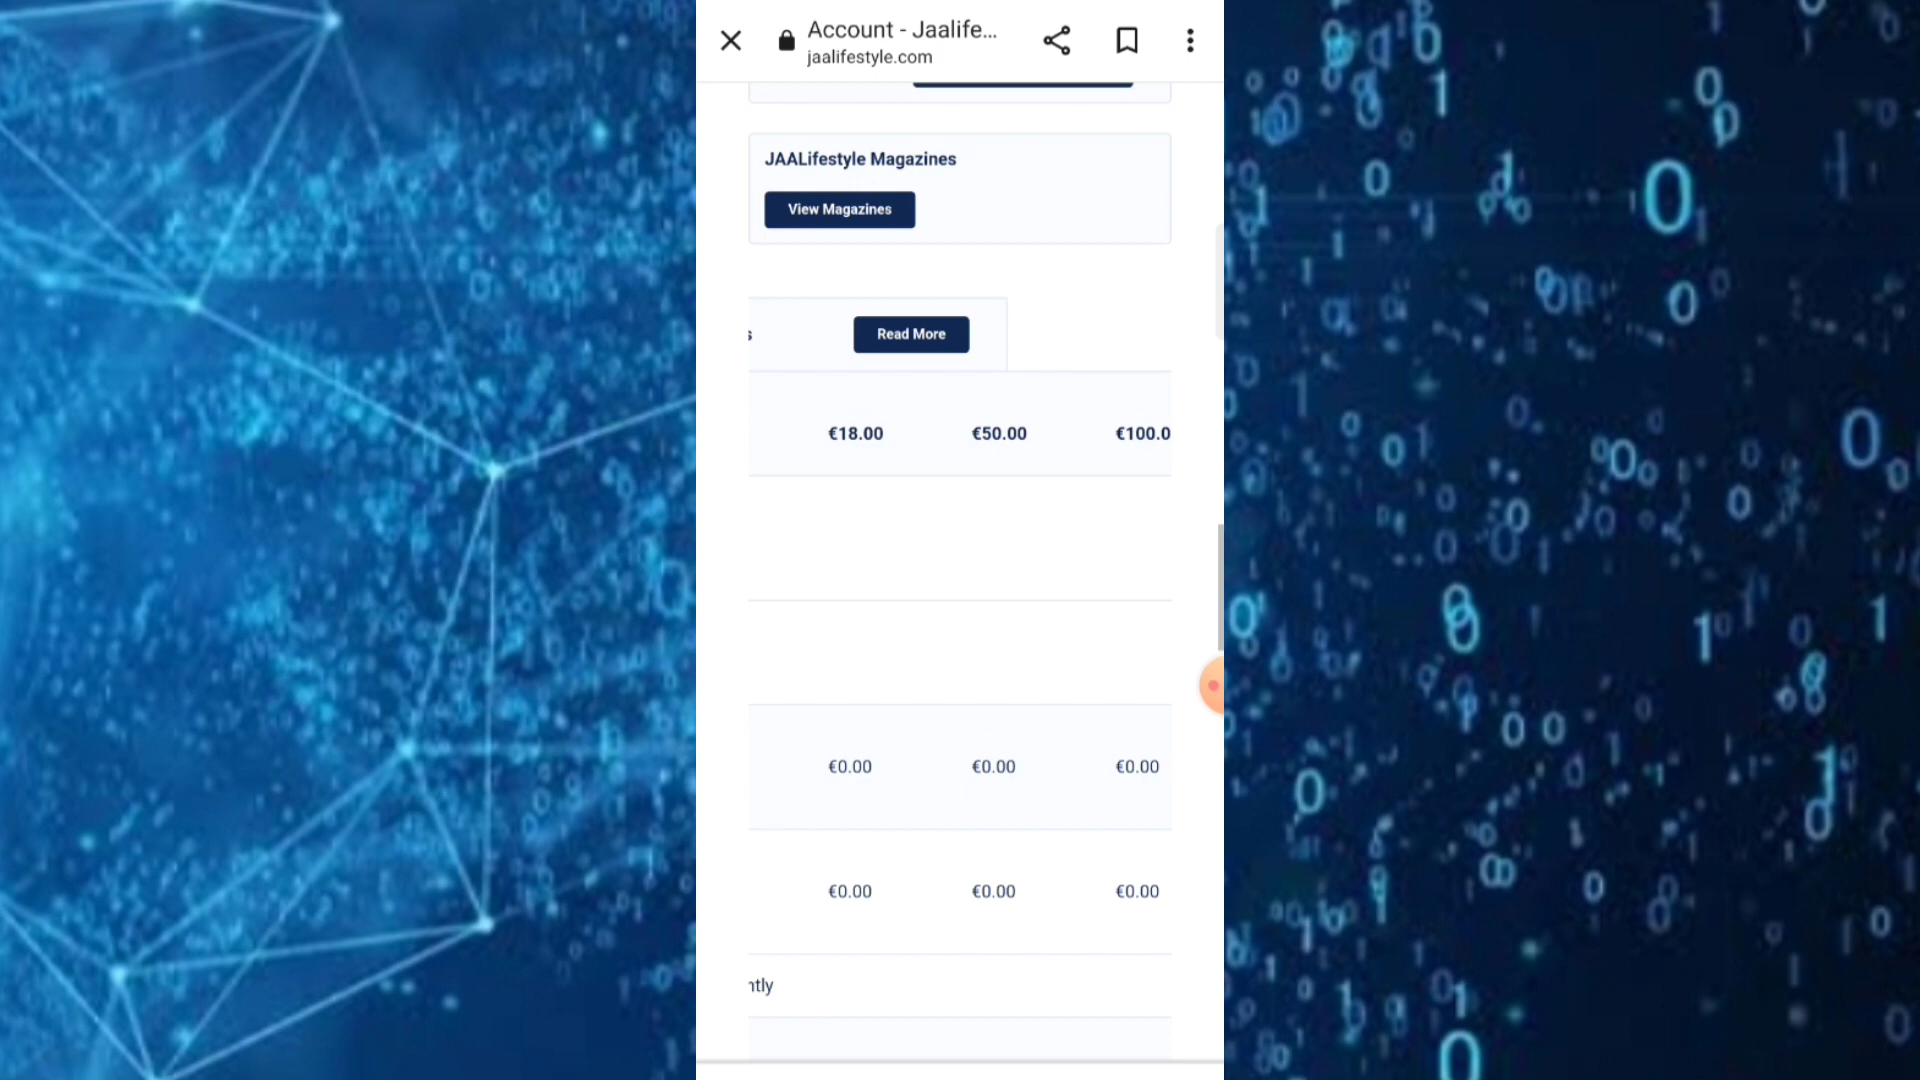 Account - Jaalife...
jaalifestyle.com
JAALifestyle Magazines
View Magazines
Read More
€18.00 €50.00 €100.0
€0.00 €0.00 €0.00
€0.00 €0.00 €0.00
ntly